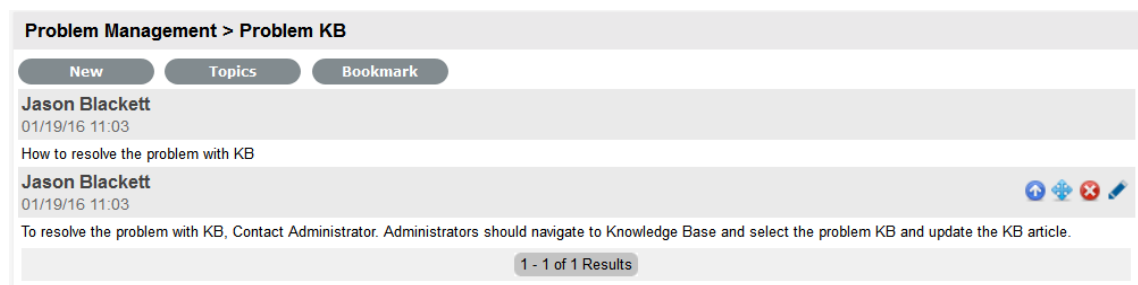 Problem Management > Problem KB
New Topics Bookmark
Jason Blackett
01/19/16 11:03
How to resolve the problem with KB
Jason Blackett
01/19/16 11:03
To resolve the problem with KB, Contact Administrator. Administrators should navigate to Knowledge Base and select the problem KB and update the KB article.
1 - 1 of 1 Results